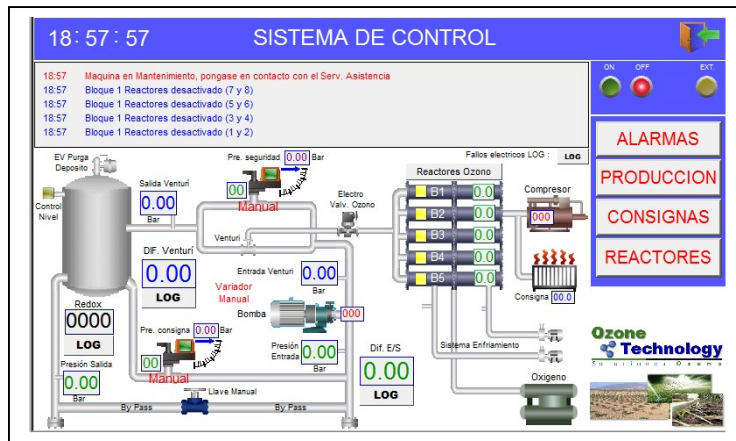 18:57:57
SISTEMA DE CONTROL
18:57 Maquina en Mantenimiento, pongase en contacto con el Serv. Asistencia
18:57 Bloque 1 Reactores desactivado (7 y 8)
18:57 Bloque 1 Reactores desactivado (5 y 6)
18:57 Bloque 1 Reactores desactivado (3 y 4)
18:57 Bloque 1 Reactores desactivado (1 y 2)
ON OFF EXT.
ALARMAS
PRODUCCION
CONSIGNAS
REACTORES
EV Purga
Deposito
Pre. seguridad 0.00 Bar
Fallos electricos LOG : LOG
Reactores Ozono
Control
Nivel
Salida Venturí
0.00
Bar
00
Manual
Electro
Valv. Ozono
B1 0.0
B2 0.0
B3 0.0
B4 0.0
B5 0.0
Compresor
000
Venturi
DIF. Venturí
0.00
LOG
Entrada Venturi 0.00
Bar
Variador
Manual
Bomba 000
Consigna 00.0
Redox
0000
LOG
Pre. consigna 0.00 Bar
00
Manual
Presión
Entrada 0.00
Bar
Dif. E/S
0.00
LOG
Sistema Enfriamiento
Oxigeno
Presión Salida
0.00
Bar
Llave Manual
By Pass By Pass
Ozone
Technology